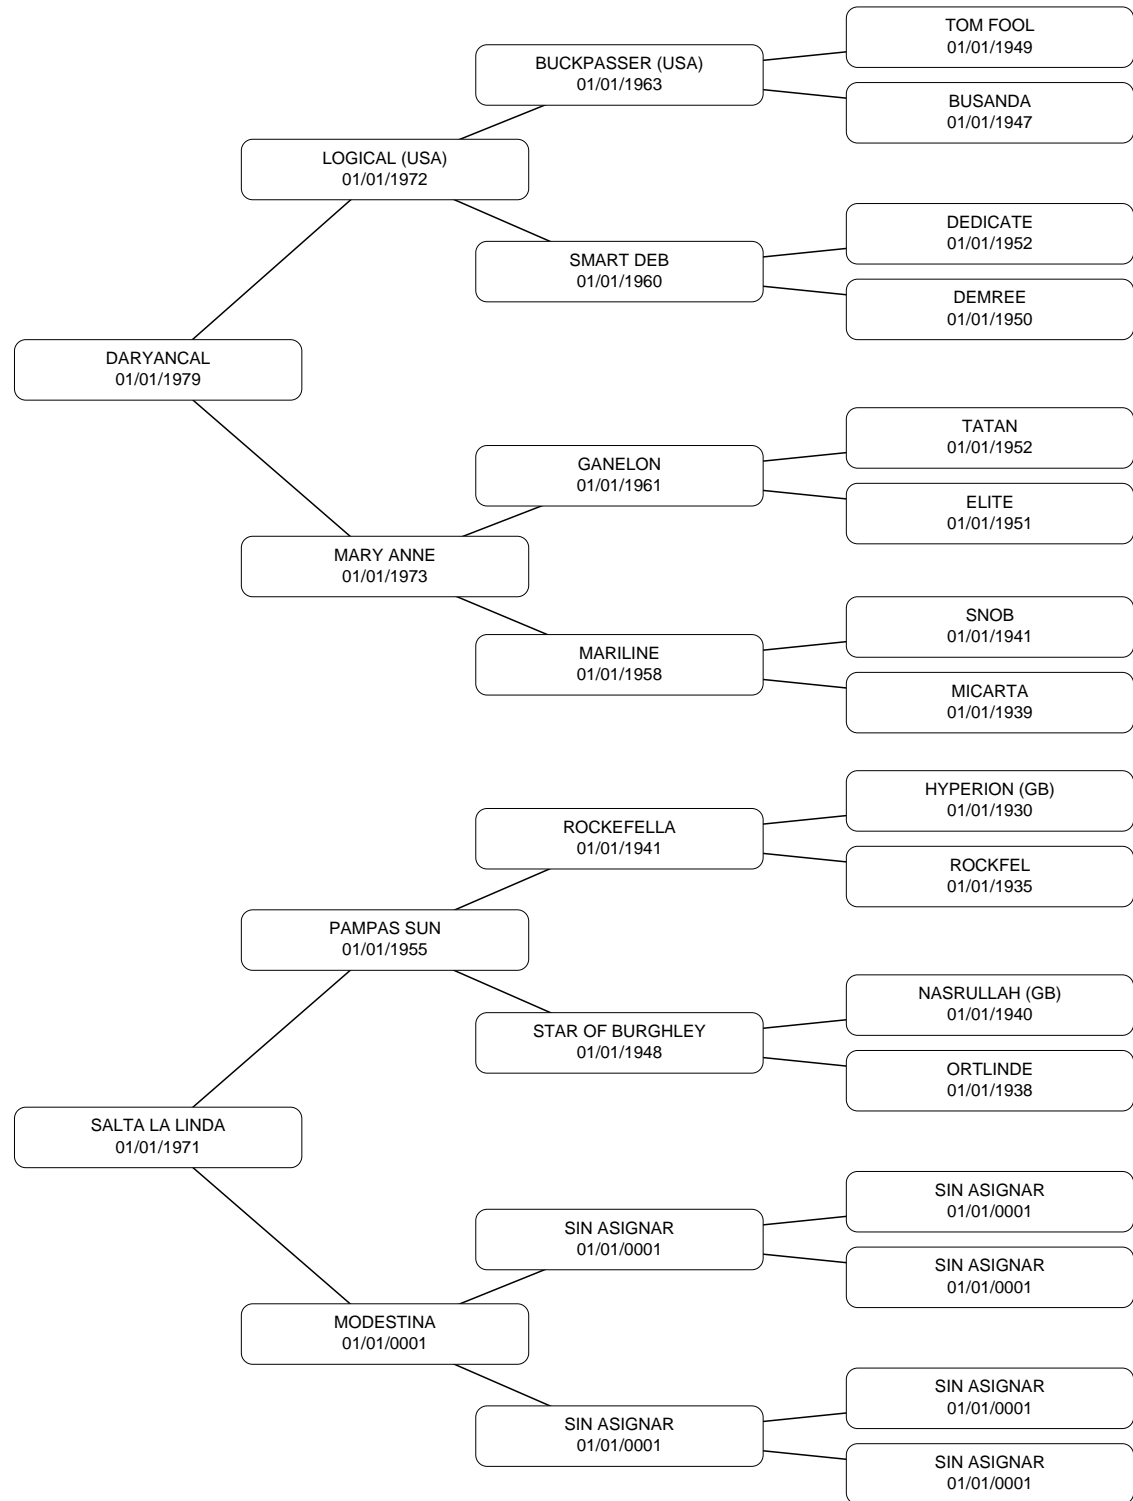 TOM FOOL
01/01/1949
BUCKPASSER (USA)
01/01/1963
BUSANDA
01/01/1947
LOGICAL (USA)
01/01/1972
DEDICATE
01/01/1952
SMART DEB
01/01/1960
DEMREE
01/01/1950
DARYANCAL
01/01/1979
TATAN
01/01/1952
GANELON
01/01/1961
ELITE
01/01/1951
MARY ANNE
01/01/1973
SNOB
01/01/1941
MARILINE
01/01/1958
MICARTA
01/01/1939
HYPERION (GB)
01/01/1930
ROCKEFELLA
01/01/1941
ROCKFEL
01/01/1935
PAMPAS SUN
01/01/1955
NASRULLAH (GB)
01/01/1940
STAR OF BURGHLEY
01/01/1948
ORTLINDE
01/01/1938
SALTA LA LINDA
01/01/1971
SIN ASIGNAR
01/01/0001
SIN ASIGNAR
01/01/0001
SIN ASIGNAR
01/01/0001
MODESTINA
01/01/0001
SIN ASIGNAR
01/01/0001
SIN ASIGNAR
01/01/0001
SIN ASIGNAR
01/01/0001